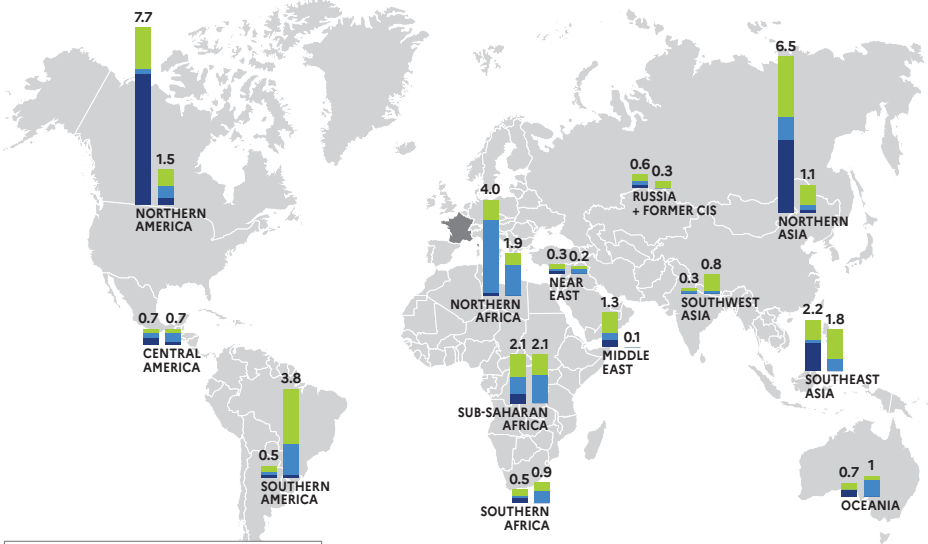 7.7
1.5
NORTHERN
AMERICA
0.7 0.7
CENTRAL
AMERICA
3.8
0.5
SOUTHERN
AMERICA
4.0
1.9
NORTHERN
AFRICA
0.3 0.2
NEAR
EAST
2.1 2.1
SUB-SAHARAN
AFRICA
0.5 0.9
SOUTHERN
AFRICA
1.3
0.1
MIDDLE
EAST
0.6 0.3
RUSSIA
+ FORMER CIS
0.3 0.8
SOUTHWEST
ASIA
6.5
1.1
NORTHERN
ASIA
2.2 1.8
SOUTHEAST
ASIA
0.7 1
OCEANIA